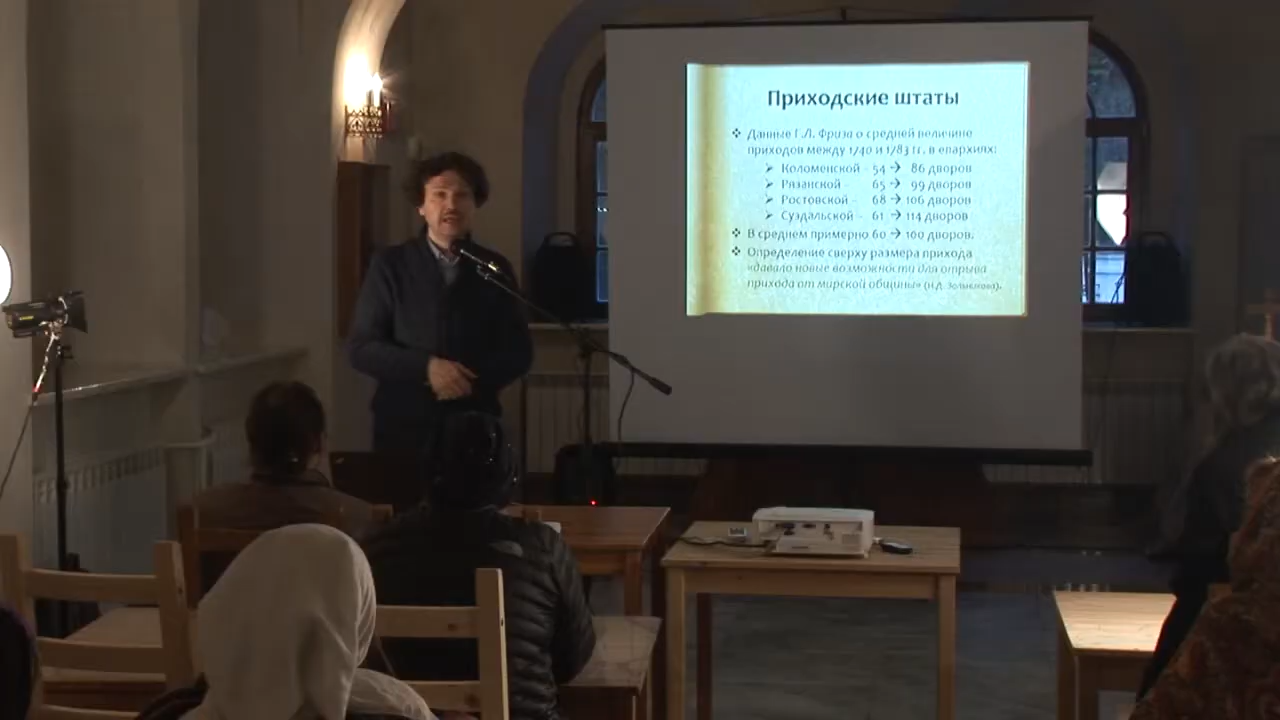 Приходские штаты
❖ Данные Г.Л. Фриза о средней величине
приходов между 1740 и 1783 гг. в епархиях:
➢ Коломенской - 54 → 86 дворов
➢ Рязанской - 65 → 99 дворов
➢ Ростовской - 68 → 106 дворов
➢ Суздальской - 61 → 114 дворов
❖ В среднем примерно 60 → 100 дворов.
❖ Определение сверху размера прихода
«давало новые возможности для отрыва
прихода от мирской общины» (Н.Д.